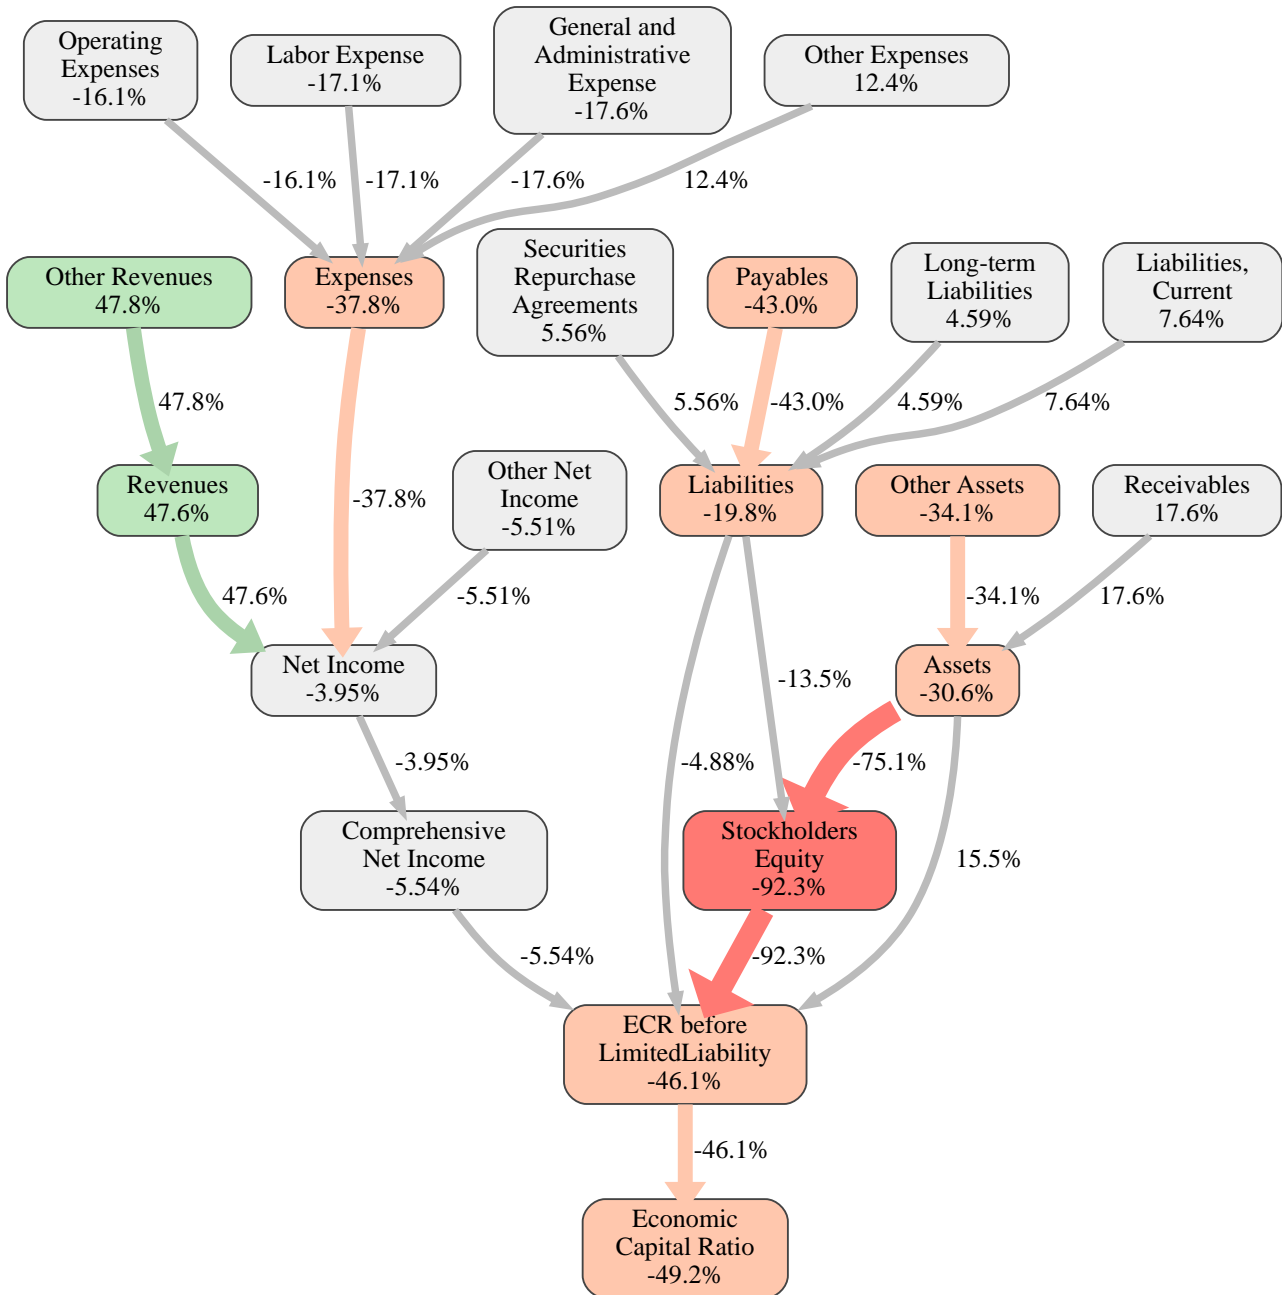 Operating
Expenses
-16.1%
Labor Expense
-17.1%
General and
Administrative
Expense
-17.6%
Other Expenses
12.4%
-16.1%
-17.1%
-17.6%
12.4%
Other Revenues
47.8%
Expenses
-37.8%
Securities
Repurchase
Agreements
5.56%
Payables
-43.0%
Long-term
Liabilities
4.59%
Liabilities,
Current
7.64%
47.8%
5.56%
-43.0%
4.59%
7.64%
Revenues
47.6%
-37.8%
Other Net
Income
-5.51%
Liabilities
-19.8%
Other Assets
-34.1%
Receivables
17.6%
47.6%
-5.51%
-34.1%
17.6%
Net Income
-3.95%
-13.5%
Assets
-30.6%
-3.95%
-4.88%
-75.1%
Comprehensive
Net Income
-5.54%
Stockholders
Equity
-92.3%
15.5%
-5.54%
-92.3%
ECR before
LimitedLiability
-46.1%
-46.1%
Economic
Capital Ratio
-49.2%